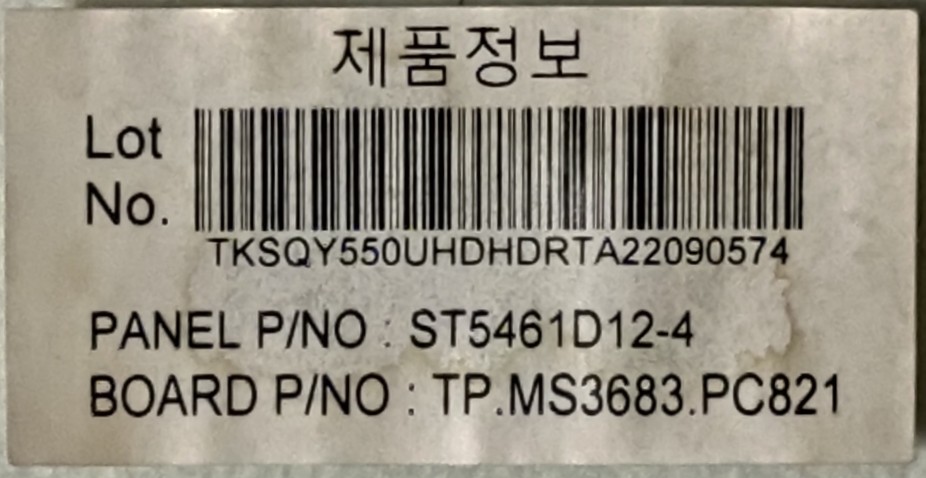 제품정보
Lot
No.
TKSQY550UHDHDRTA22090574
PANEL P/NO : ST5461D12-4
BOARD P/NO : TP.MS3683.PC821